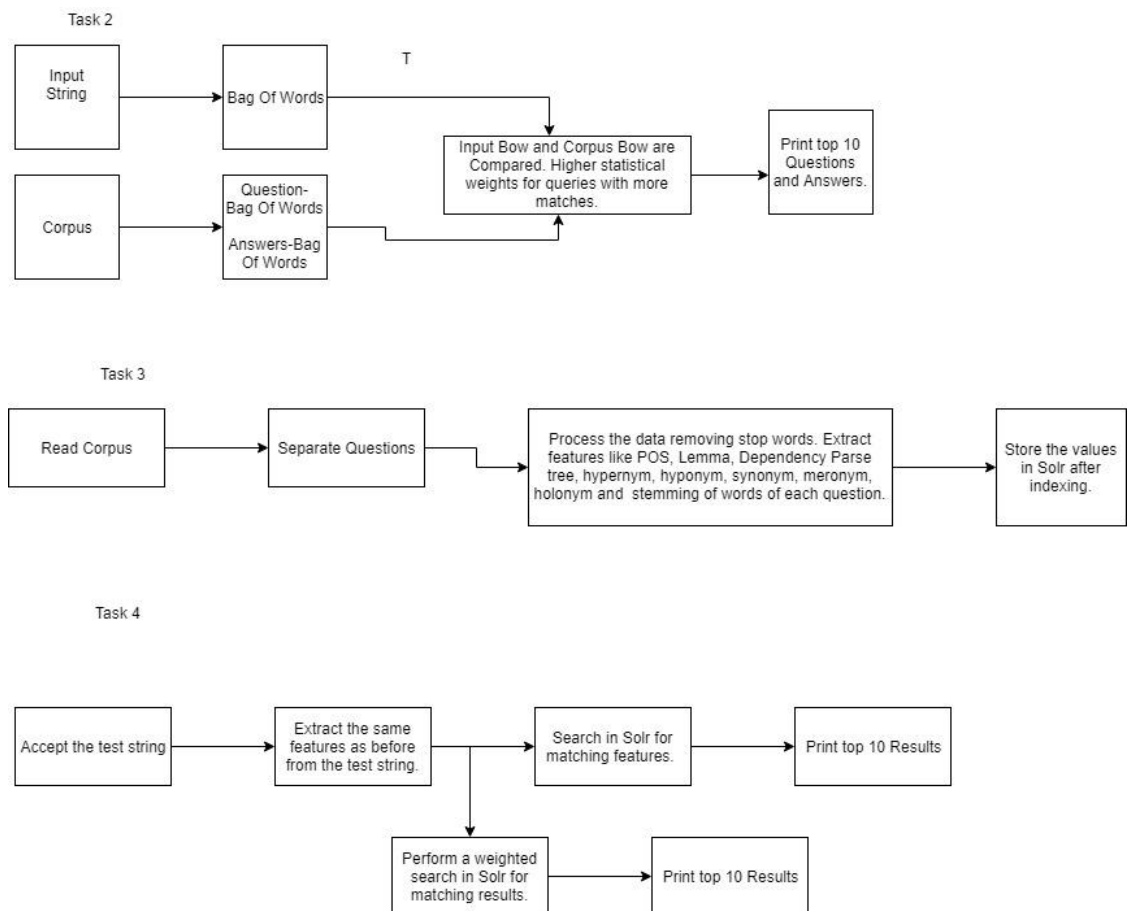 Task 2
T
Input
String
Bag Of Words
Input Bow and Corpus Bow are
Compared. Higher statistical
weights for queries with more
matches.
Print top 10
Questions
and Answers.
Corpus
Question-
Bag Of Words
Answers-Bag
Of Words
Task 3
Read Corpus
Separate Questions
Process the data removing stop words. Extract
features like POS, Lemma, Dependency Parse
tree, hypernym, hyponym, synonym, meronym,
holonym and stemming of words of each question.
Store the values
in Solr after
indexing.
Task 4
Accept the test string
Extract the same
features as before
from the test string.
Search in Solr for
matching features.
Print top 10 Results
Perform a weighted
search in Solr for
matching results.
Print top 10 Results